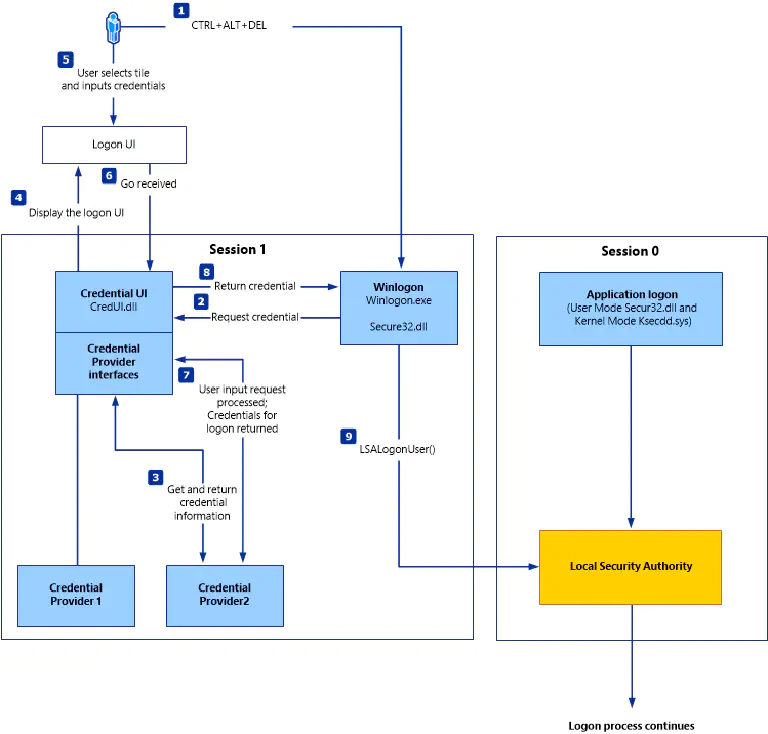 1
CTRL+ALT+DEL
5
User selects tile
and inputs credentials
Logon UI
6
Go received
4
Display the logon UI
Session 1
Credential UI
CredUI.dll
Credential
Provider
interfaces
8
Return credential
2
Request credential
Winlogon
Winlogon.exe
Secure32.dll
7
User input request
processed;
Credentials for
logon returned
3
Get and return
credential
information
9
LSALogonUser()
Credential
Provider1
Credential
Provider2
Session 0
Application logon
(User Mode Secur32.dll and
Kernel Mode Ksecdd.sys)
Local Security Authority
Logon process continues